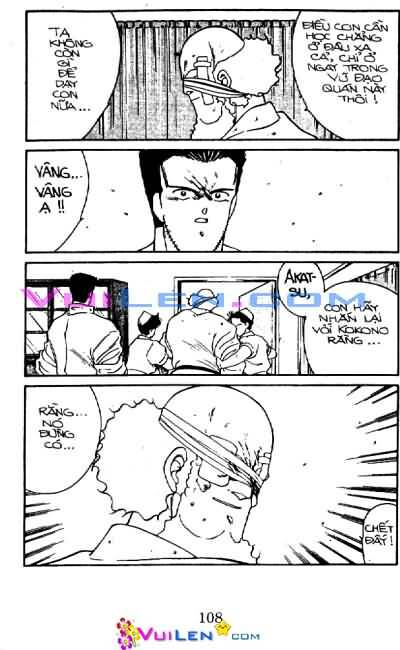 ĐIỀU CON CẦN
HỌC CHẲNG
Ở ĐÂU XA
CẢ, CHỈ Ở
NGAY TRONG
VÕ ĐẠO
QUÁN NÀY
THÔI!
TA
KHÔNG
CÒN
GÌ
ĐỂ
DẠY
CON
NỮA...
VÂNG...
VÂNG
Ạ!!
AKAT-
SU,
CON HÃY
NHẮN LẠI
VỚI KOKONO
RẰNG...
VUILEN.COM
RẰNG...
NÓ
ĐỪNG
CÓ...
CHẾT
ĐẤY!
108
VUILEN.COM